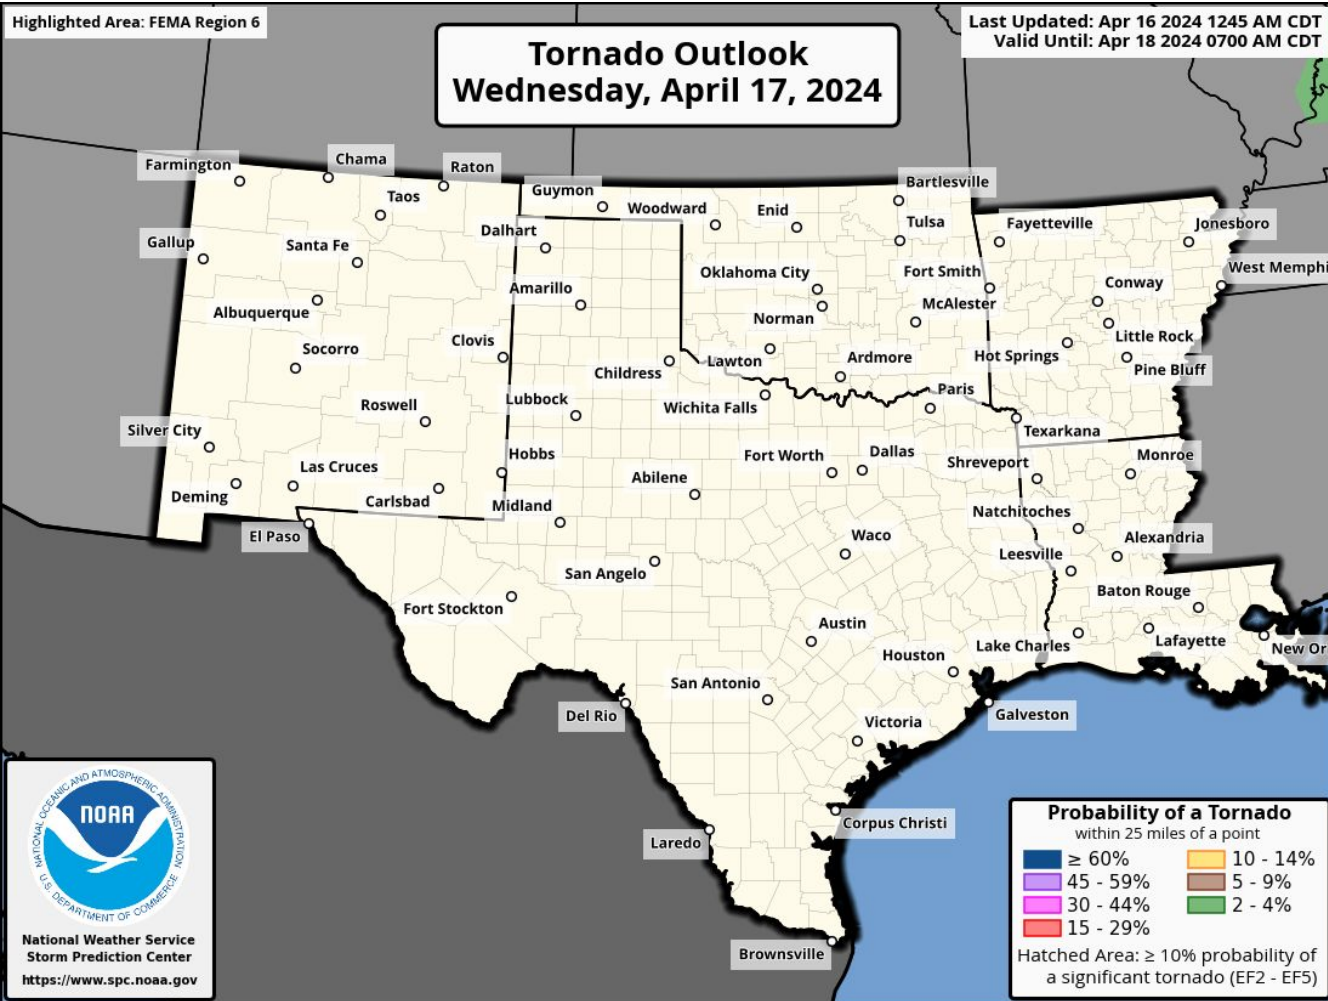 Highlighted Area: FEMA Region 6
Tornado Outlook
Wednesday, April 17, 2024
Last Updated: Apr 16 2024 1245 AM CDT
Valid Until: Apr 18 2024 0700 AM CDT
Farmington
Chama
Raton
Taos
Guymon
Woodward
Enid
Bartlesville
Tulsa
Fayetteville
Jonesboro
Gallup
Santa Fe
Dalhart
Oklahoma City
Fort Smith
West Memphi
Albuquerque
Amarillo
Norman
McAlester
Conway
Little Rock
Socorro
Clovis
Childress
Lawton
Ardmore
Hot Springs
Pine Bluff
Roswell
Lubbock
Wichita Falls
Paris
Texarkana
Silver City
Las Cruces
Hobbs
Abilene
Fort Worth
Dallas
Shreveport
Monroe
Deming
Carlsbad
Midland
Natchitoches
El Paso
San Angelo
Waco
Leesville
Alexandria
Fort Stockton
Austin
Baton Rouge
Houston
Lake Charles
Lafayette
New Or
San Antonio
Del Rio
Victoria
Galveston
Laredo
Corpus Christi
Brownsville
NATIONAL OCEANIC AND ATMOSPHERIC ADMINISTRATION
NOAA
U.S. DEPARTMENT OF COMMERCE
National Weather Service
Storm Prediction Center
https://www.spc.noaa.gov
Probability of a Tornado
within 25 miles of a point
≥ 60%
45 - 59%
30 - 44%
15 - 29%
10 - 14%
5 - 9%
2 - 4%
Hatched Area: ≥ 10% probability of
a significant tornado (EF2 - EF5)